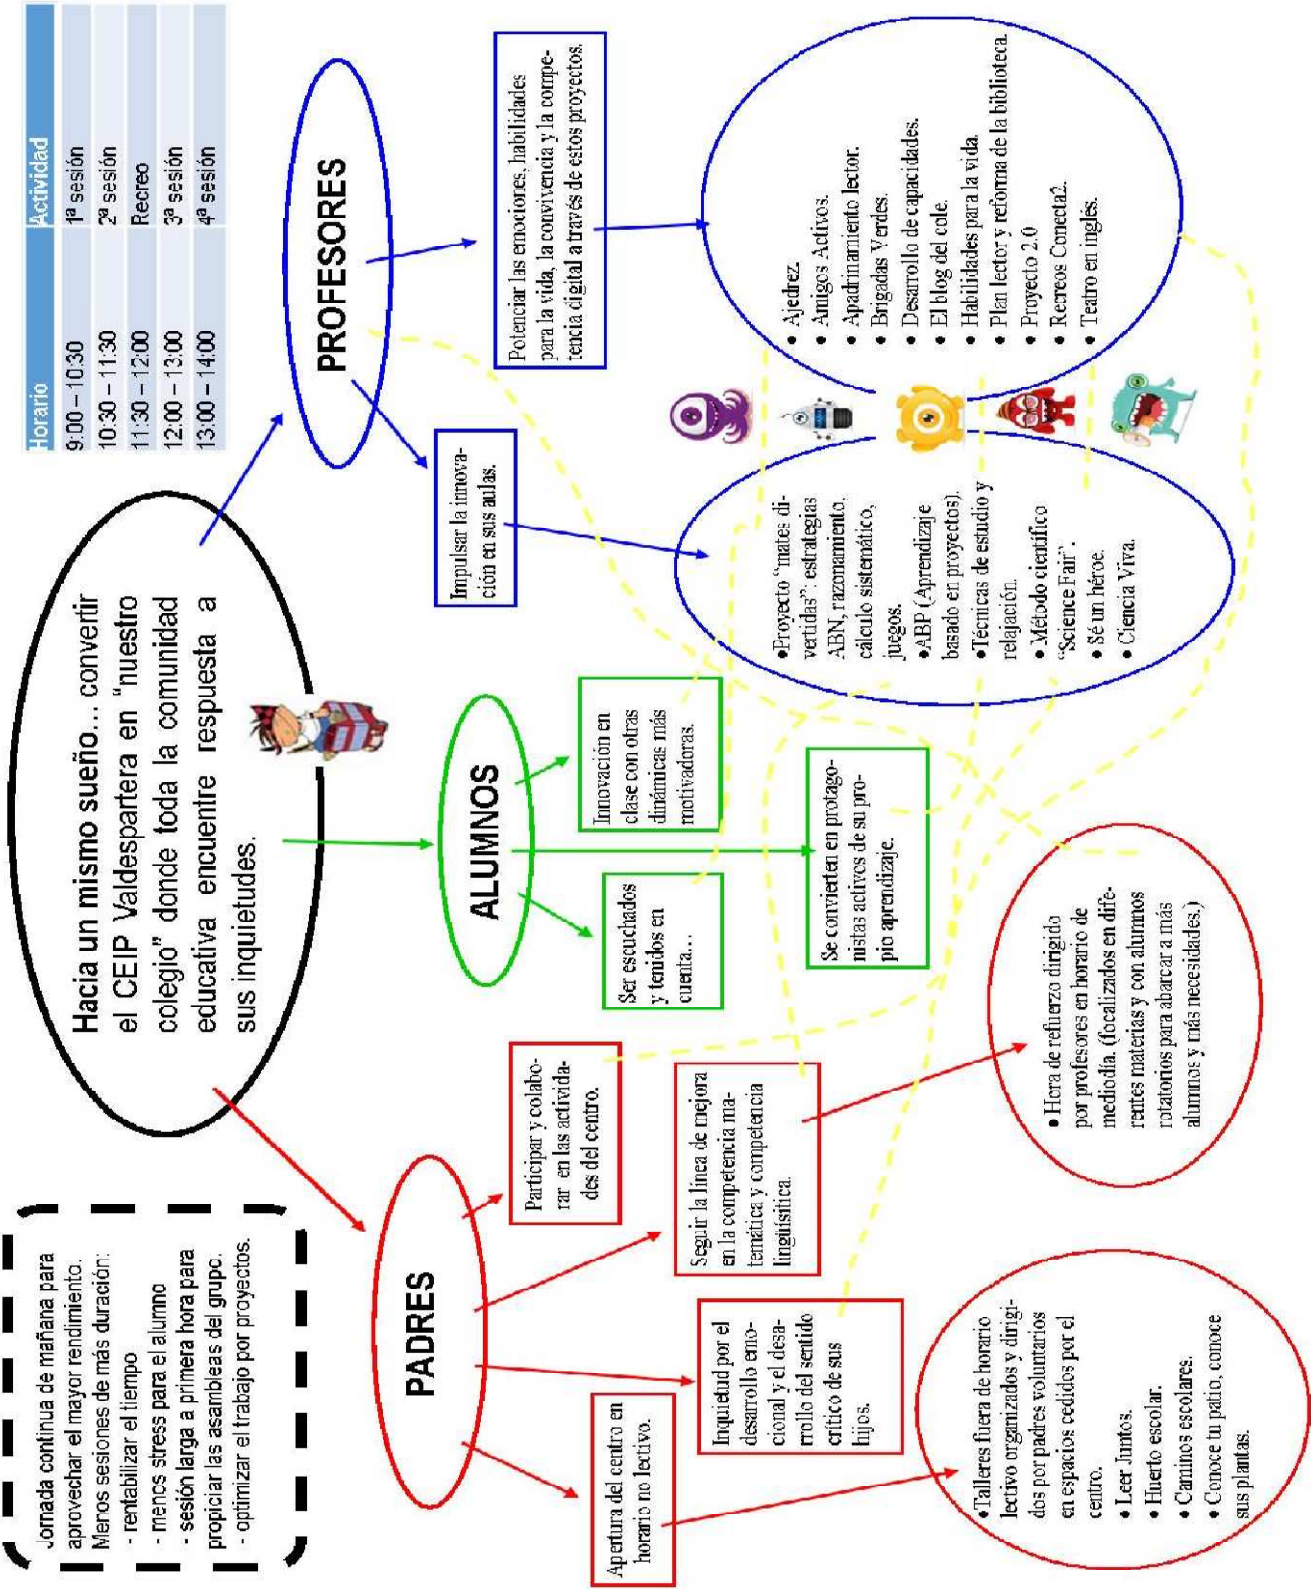 Jornada continua de mañana para
aprovechar el mayor rendimiento.
Menos sesiones de más duración:
- rentabilizar el tiempo
- menos stress para el alumno
- sesión larga a primera hora para
propiciar las asambleas del grupo.
- optimizar el trabajo por proyectos.
Hacia un mismo sueño... convertir
el CEIP Valdespartera en "nuestro
colegio" donde toda la comunidad
educativa encuentre respuesta a
sus inquietudes.
Horario Actividad
9:00 – 10:30 1ª sesión
10:30 – 11:30 2ª sesión
11:30 – 12:00 Recreo
12:00 – 13:00 3ª sesión
13:00 – 14:00 4ª sesión
PADRES
ALUMNOS
PROFESORES
Apertura del centro en
horario no lectivo.
Inquietud por el
desarrollo emo-
cional y el desa-
rrollo del sentido
crítico de sus
hijos.
Seguir la línea de mejora
en la competencia ma-
temática y competencia
lingüísitica.
Participar y colabo-
rar en las activida-
des del centro.
Ser escuchados
y tenidos en
cuenta...
Se convierten en protago-
nistas activos de su pro-
pio aprendizaje.
Innovación en
clase con otras
dinámicas más
motivadoras.
Impulsar la innova-
ción en sus aulas.
Potenciar las emociones, habilidades
para la vida, la convivencia y la compe-
tencia digital a través de estos proyectos.
•Talleres fuera de horario
lectivo organizados y dirigi-
dos por padres voluntarios
en espacios cedidos por el
centro.
• Leer Juntos.
• Huerto escolar.
• Caminos escolares.
• Conoce tu patio, conoce
sus plantas.
• Hora de refuerzo dirigido
por profesores en horario de
mediodía. (focalizados en dife-
rentes materias y con alumnos
rotatorios para abarcar a más
alumnos y más necesidades.)
•Proyecto "mates di-
vertidas": estrategias
ABN, razonamiento,
cálculo sistemático,
juegos.
•ABP (Aprendizaje
basado en proyectos).
•Técnicas de estudio y
relajación.
• Método científico
"Science Fair".
• Sé un héroe.
• Ciencia Viva.
• Ajedrez.
• Amigos Activos.
• Apadrinamiento lector.
• Brigadas Verdes.
• Desarrollo de capacidades.
• El blog del cole.
• Habilidades para la vida.
• Plan lector y reforma de la biblioteca.
• Proyecto 2.0
• Recreos Conecta2.
• Teatro en inglés.